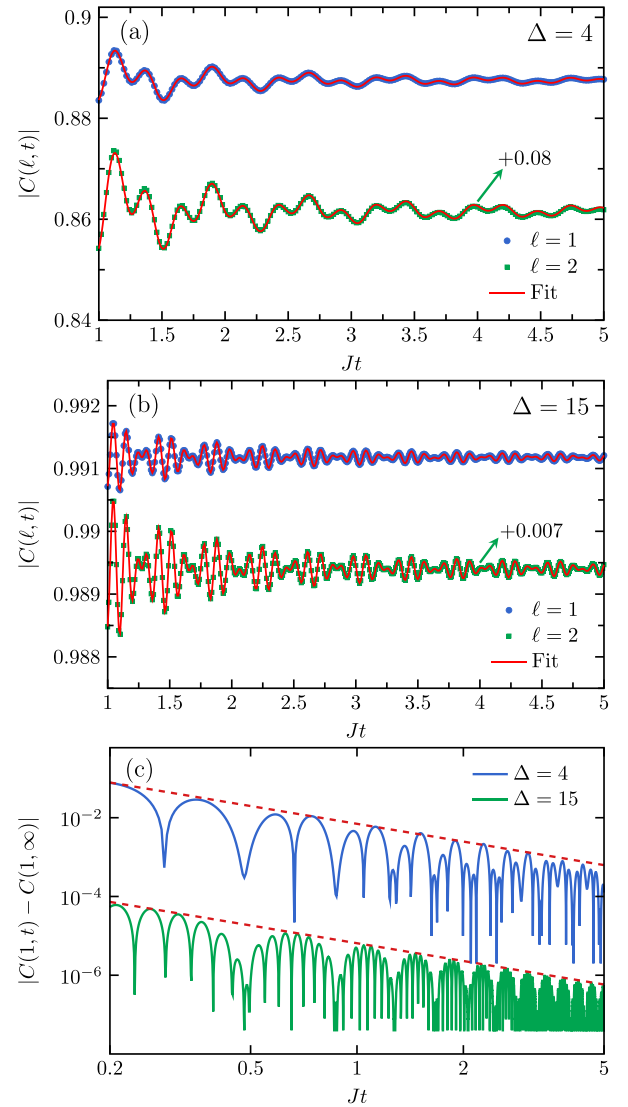 (a)
Δ = 4
0.9
0.88
0.86
0.84
|C(ℓ, t)|
+0.08
ℓ = 1
ℓ = 2
Fit
1 1.5 2 2.5 3 3.5 4 4.5 5
Jt
(b)
Δ = 15
0.992
0.991
0.99
0.989
0.988
|C(ℓ, t)|
+0.007
ℓ = 1
ℓ = 2
Fit
1 1.5 2 2.5 3 3.5 4 4.5 5
Jt
(c)
Δ = 4
Δ = 15
10⁻²
10⁻⁴
10⁻⁶
|C(1, t) − C(1, ∞)|
0.2 0.5 1 2 5
Jt